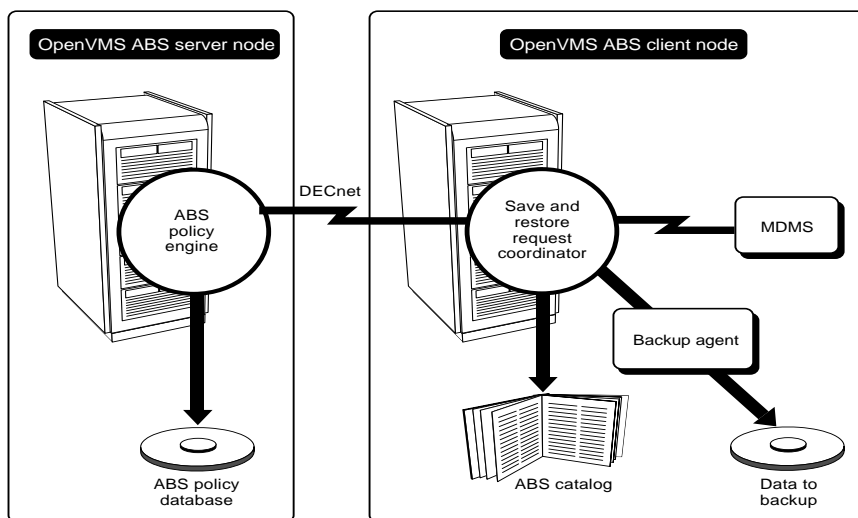 OpenVMS ABS server node
OpenVMS ABS client node
DECnet
ABS
policy
engine
Save and
restore
request
coordinator
MDMS
Backup agent
ABS policy
database
ABS catalog
Data to
backup